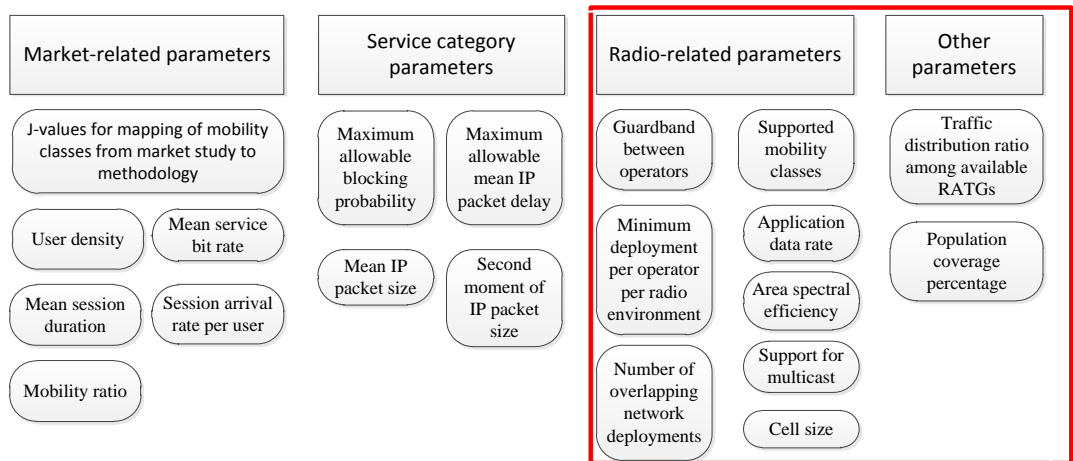 Market-related parameters
Service category
parameters
Radio-related parameters
Other
parameters
J-values for mapping of mobility
classes from market study to
methodology
User density
Mean service
bit rate
Mean session
duration
Session arrival
rate per user
Mobility ratio
Maximum
allowable
blocking
probability
Maximum
allowable
mean IP
packet delay
Mean IP
packet size
Second
moment of
IP packet
size
Guardband
between
operators
Supported
mobility
classes
Minimum
deployment
per operator
per radio
environment
Application
data rate
Area spectral
efficiency
Number of
overlapping
network
deployments
Support for
multicast
Cell size
Traffic
distribution ratio
among available
RATGs
Population
coverage
percentage